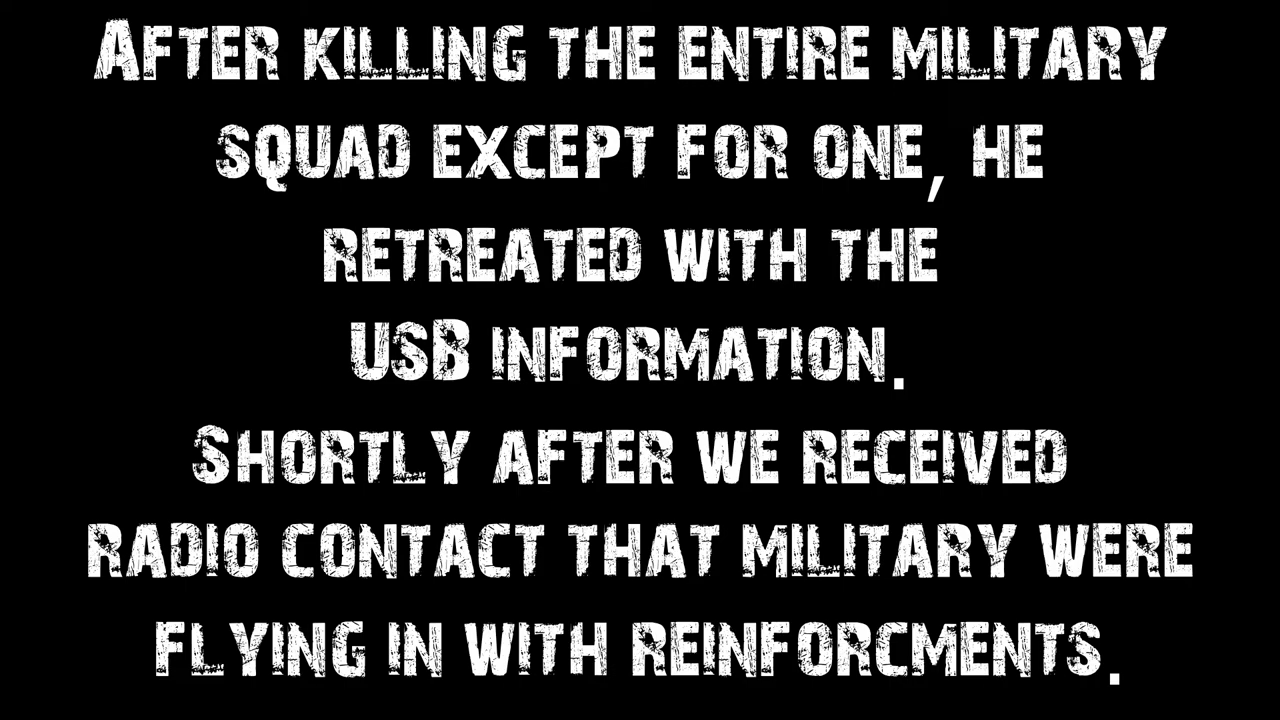 After killing the entire military
squad except for one, he
retreated with the
USB information.
Shortly after we received
radio contact that military were
flying in with reinforcments.